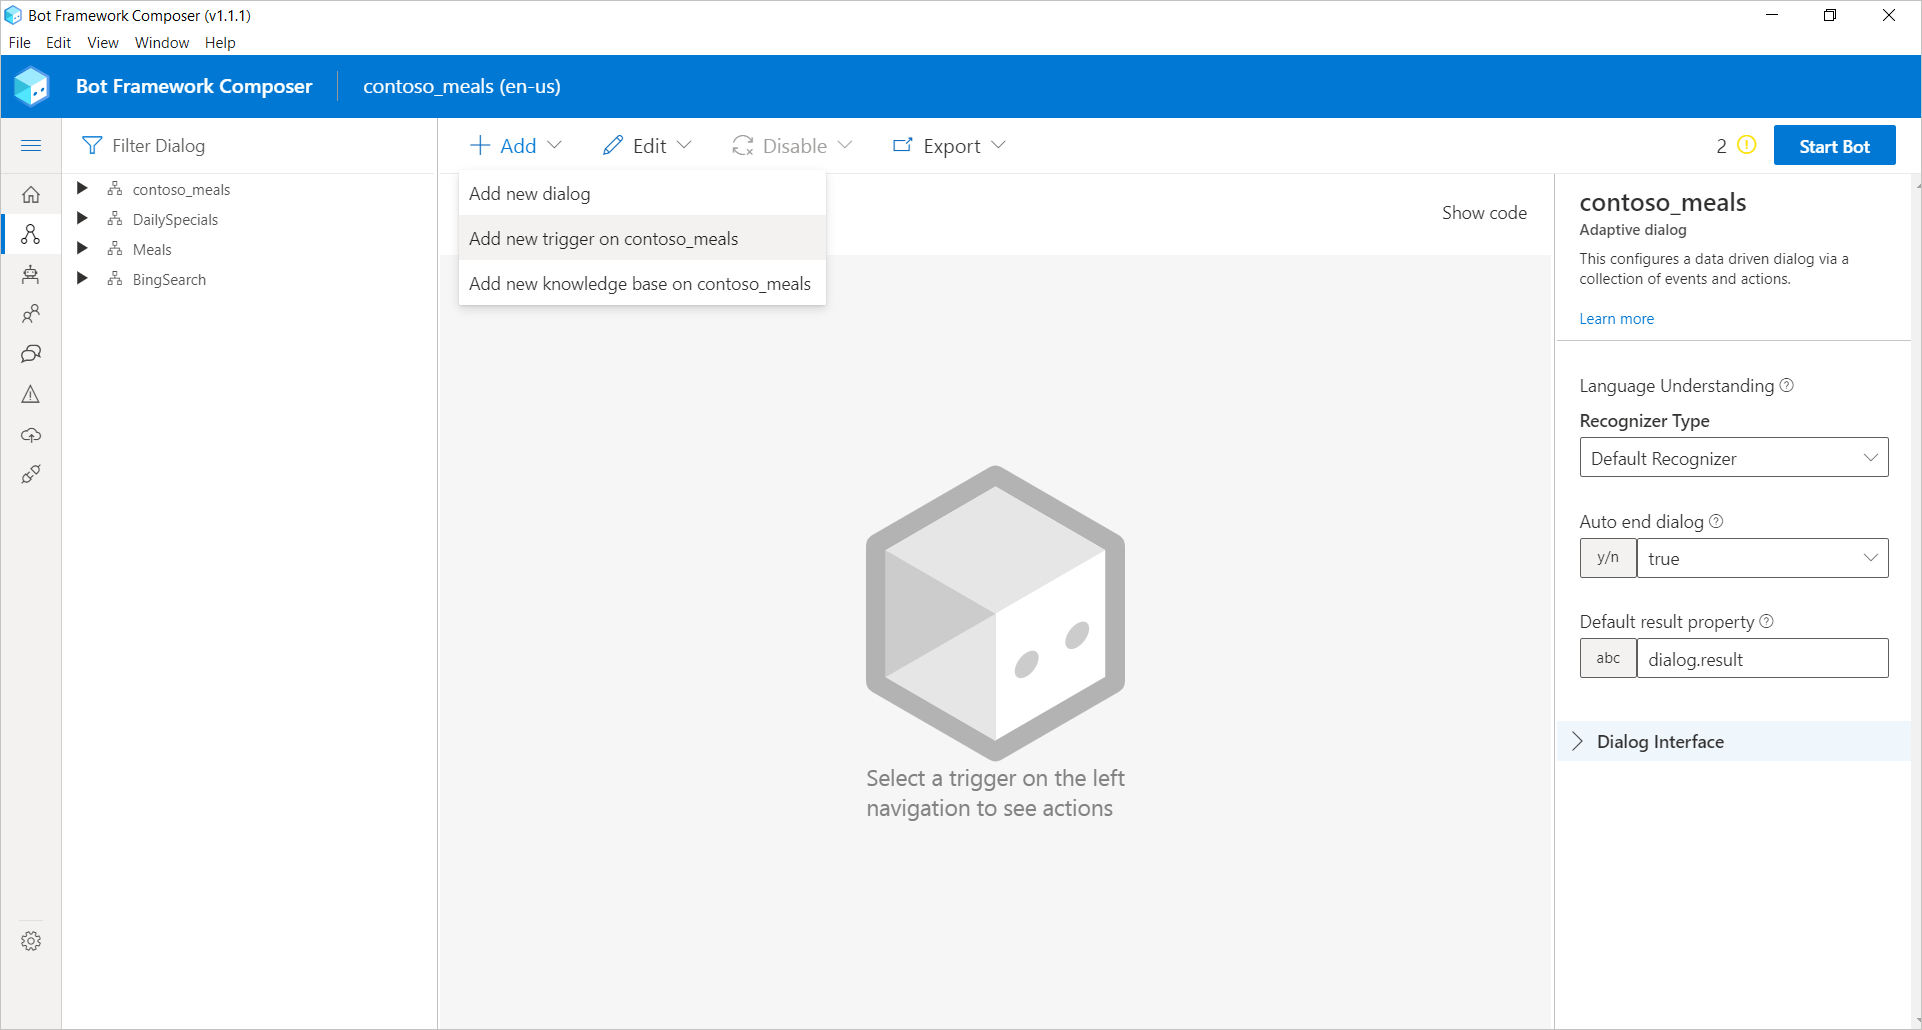 Bot Framework Composer (v1.1.1)
File Edit View Window Help
Bot Framework Composer contoso_meals (en-us)
Filter Dialog
contoso_meals
DailySpecials
Meals
BingSearch
Add Edit Disable Export 2 Start Bot
Add new dialog
Add new trigger on contoso_meals
Add new knowledge base on contoso_meals
Show code
Select a trigger on the left
navigation to see actions
contoso_meals
Adaptive dialog
This configures a data driven dialog via a
collection of events and actions.
Learn more
Language Understanding
Recognizer Type
Default Recognizer
Auto end dialog
y/n true
Default result property
abc dialog.result
Dialog Interface